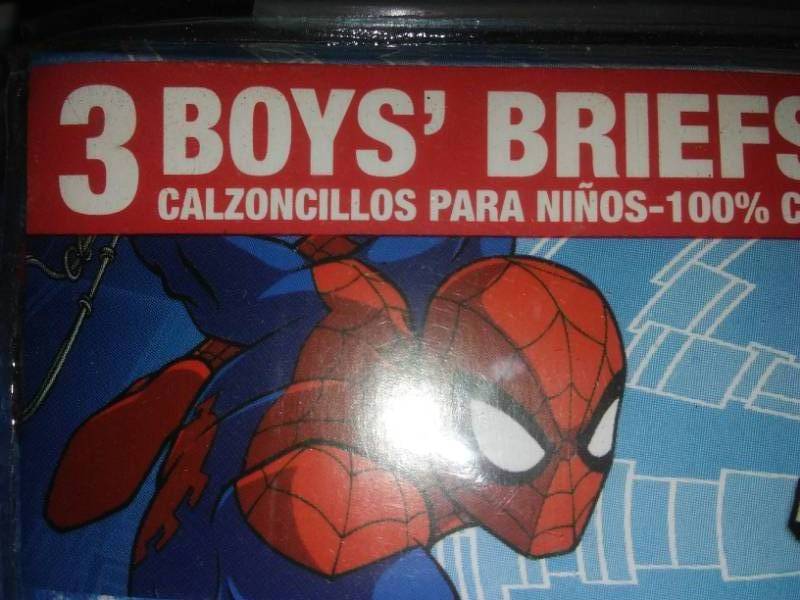 3 BOYS' BRIEFS
CALZONCILLOS PARA NIÑOS-100% C